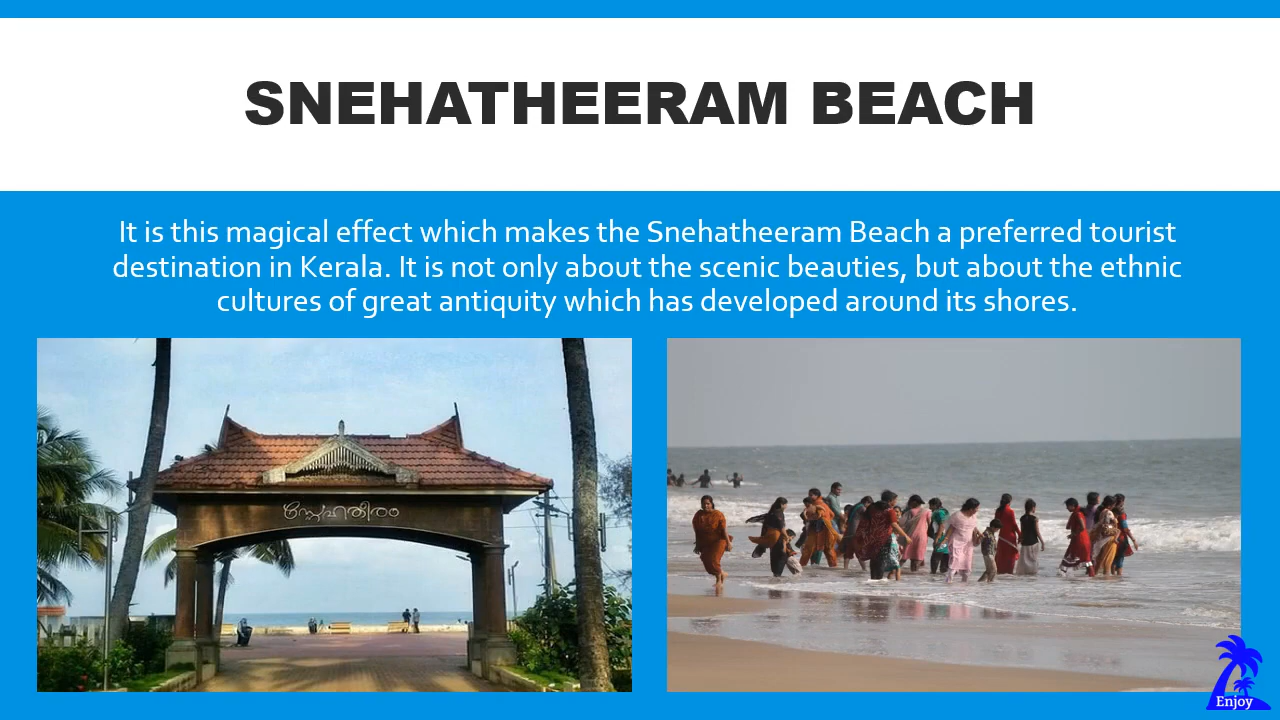 SNEHATHEERAM BEACH
It is this magical effect which makes the Snehatheeram Beach a preferred tourist
destination in Kerala. It is not only about the scenic beauties, but about the ethnic
cultures of great antiquity which has developed around its shores.
സ്നേഹതീരം
Enjoy